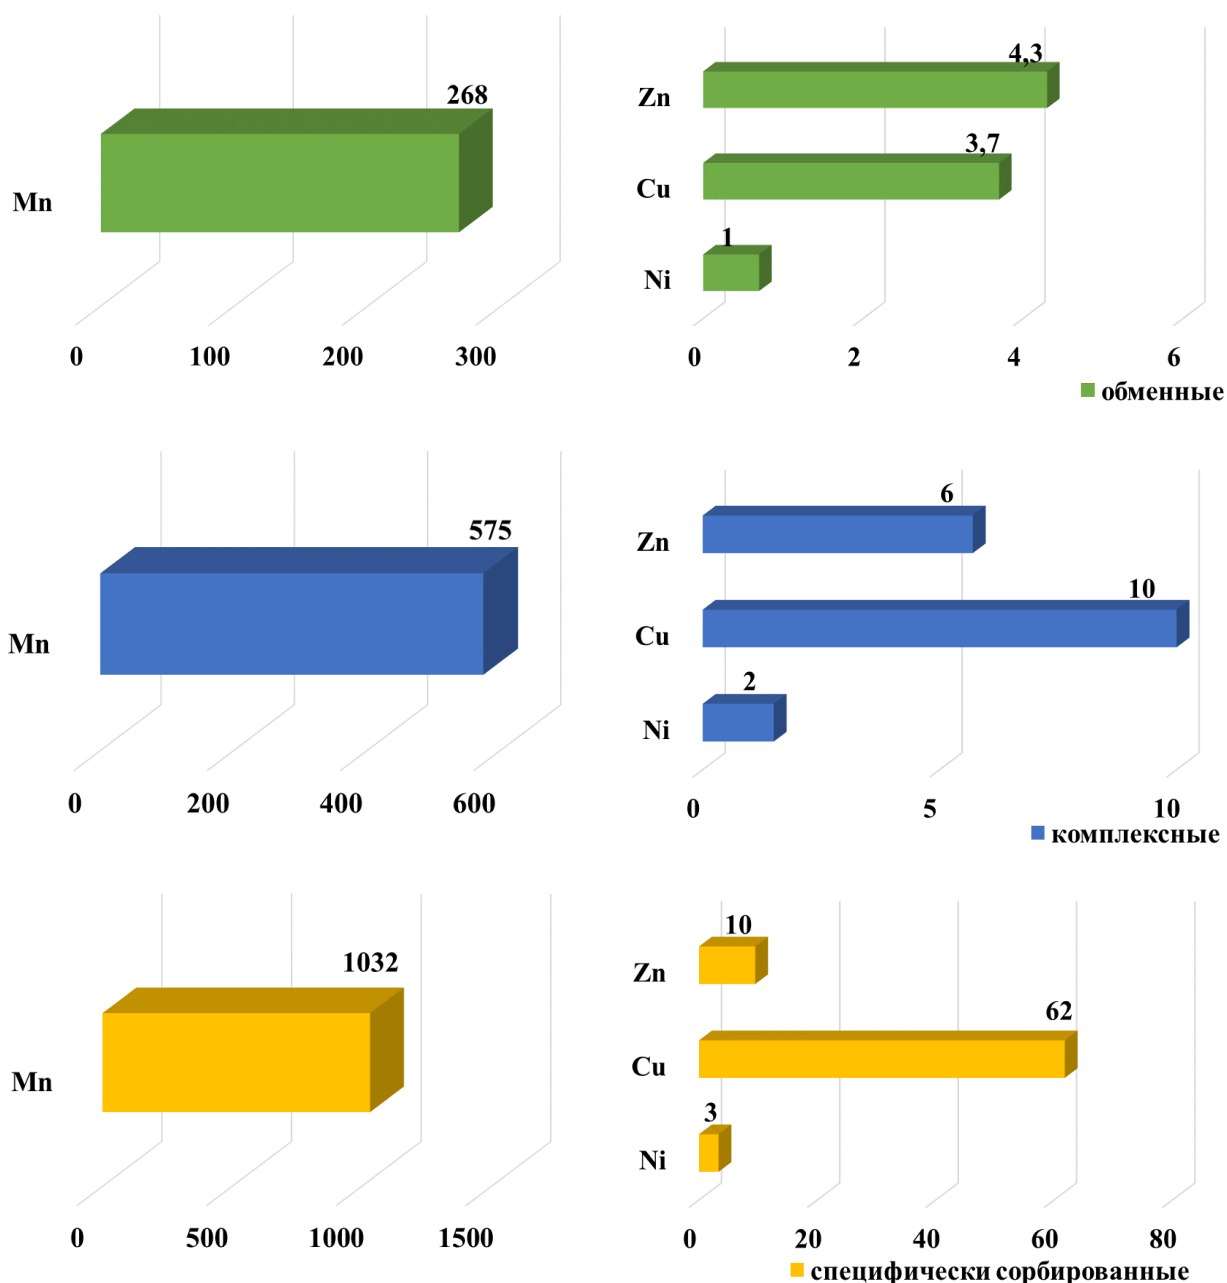 268
Mn
0 100 200 300
4,3
Zn
3,7
Cu
1
Ni
0 2 4 6
обменные
575
Mn
0 200 400 600
6
Zn
10
Cu
2
Ni
0 5 10
комплексные
1032
Mn
0 500 1000 1500
10
Zn
62
Cu
3
Ni
0 20 40 60 80
специфически сорбированные